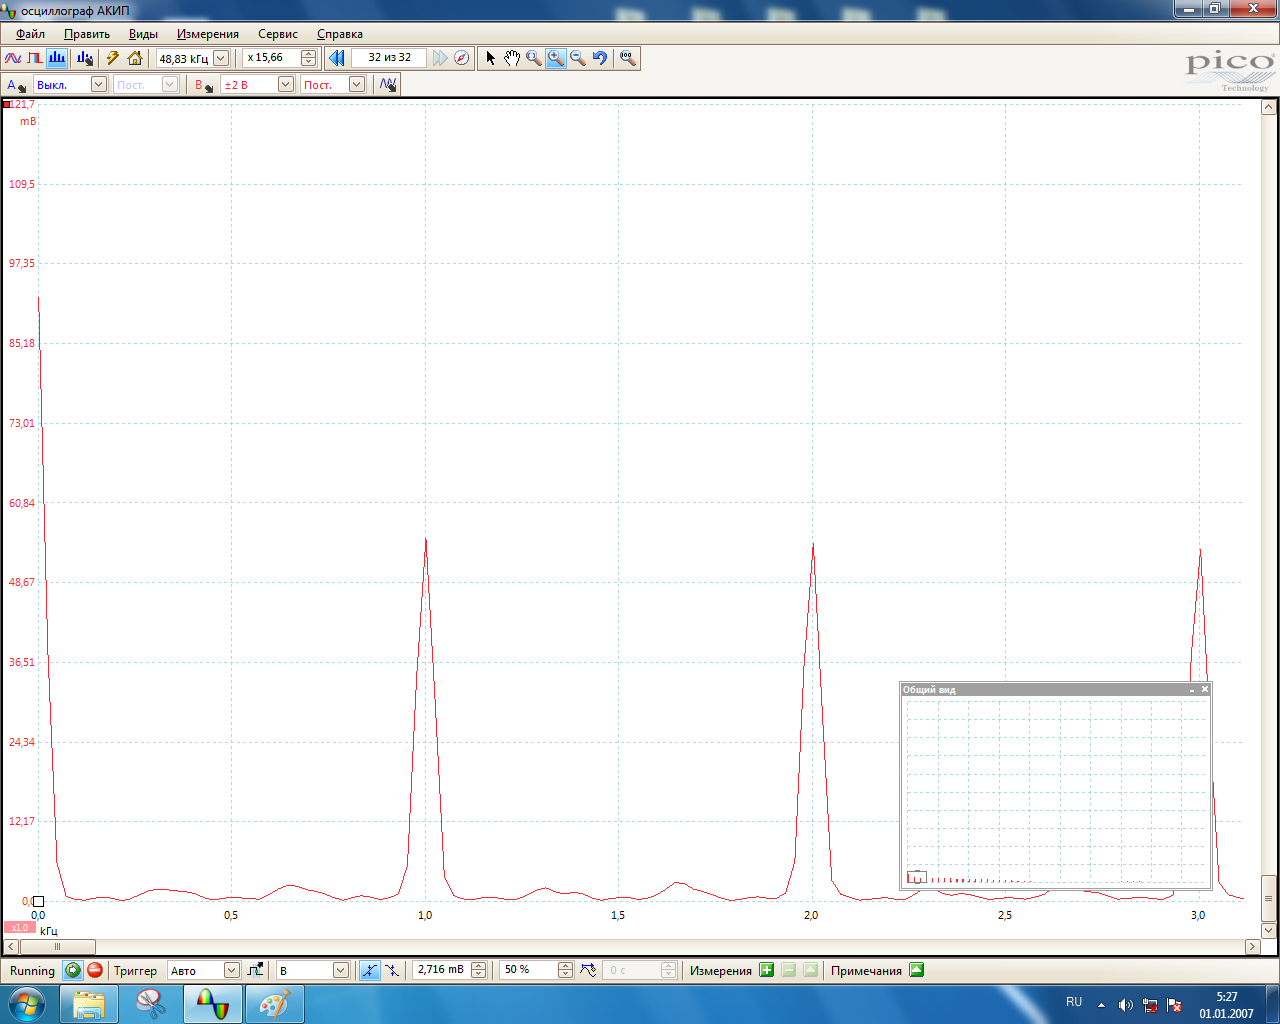 осциллограф АКИП
Файл Править Виды Измерения Сервис Справка
48,83 кГц x 15,66 32 из 32
pico
Technology
A Выкл. Пост. B ±2 В Пост.
121,7
mB
109,5
97,35
85,18
73,01
60,84
48,67
36,51
24,34
12,17
0,0
Общий вид
0,0 0,5 1,0 1,5 2,0 2,5 3,0
x1,0 кГц
Running Триггер Авто B 2,716 mB 50 % 0 с Измерения Примечания
RU 5:27
01.01.2007